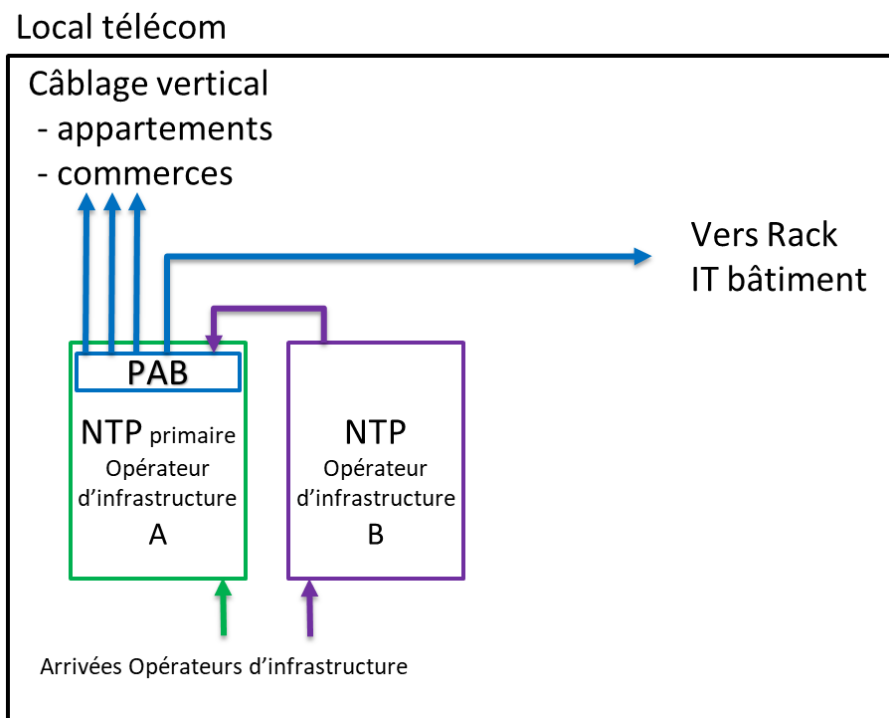 Local télécom
Câblage vertical
- appartements
- commerces
Vers Rack
IT bâtiment
PAB
NTP primaire
Opérateur
d’infrastructure
A
NTP
Opérateur
d’infrastructure
B
Arrivées Opérateurs d’infrastructure